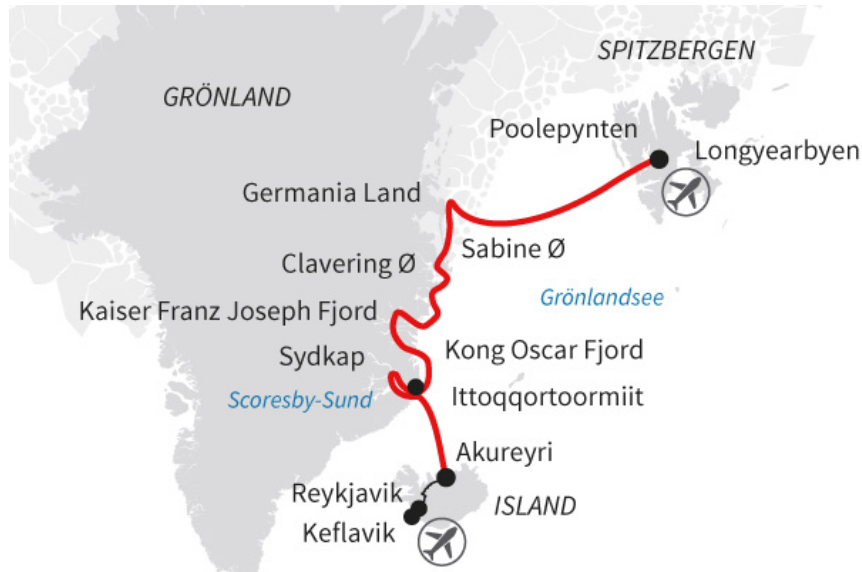 SPITZBERGEN
GRÖNLAND
Poolepynten
Longyearbyen
Germania Land
Sabine Ø
Clavering Ø
Grönlandsee
Kaiser Franz Joseph Fjord
Kong Oscar Fjord
Sydkap
Scoresby-Sund
Ittoqqortoormiit
Akureyri
Reykjavik
ISLAND
Keflavik